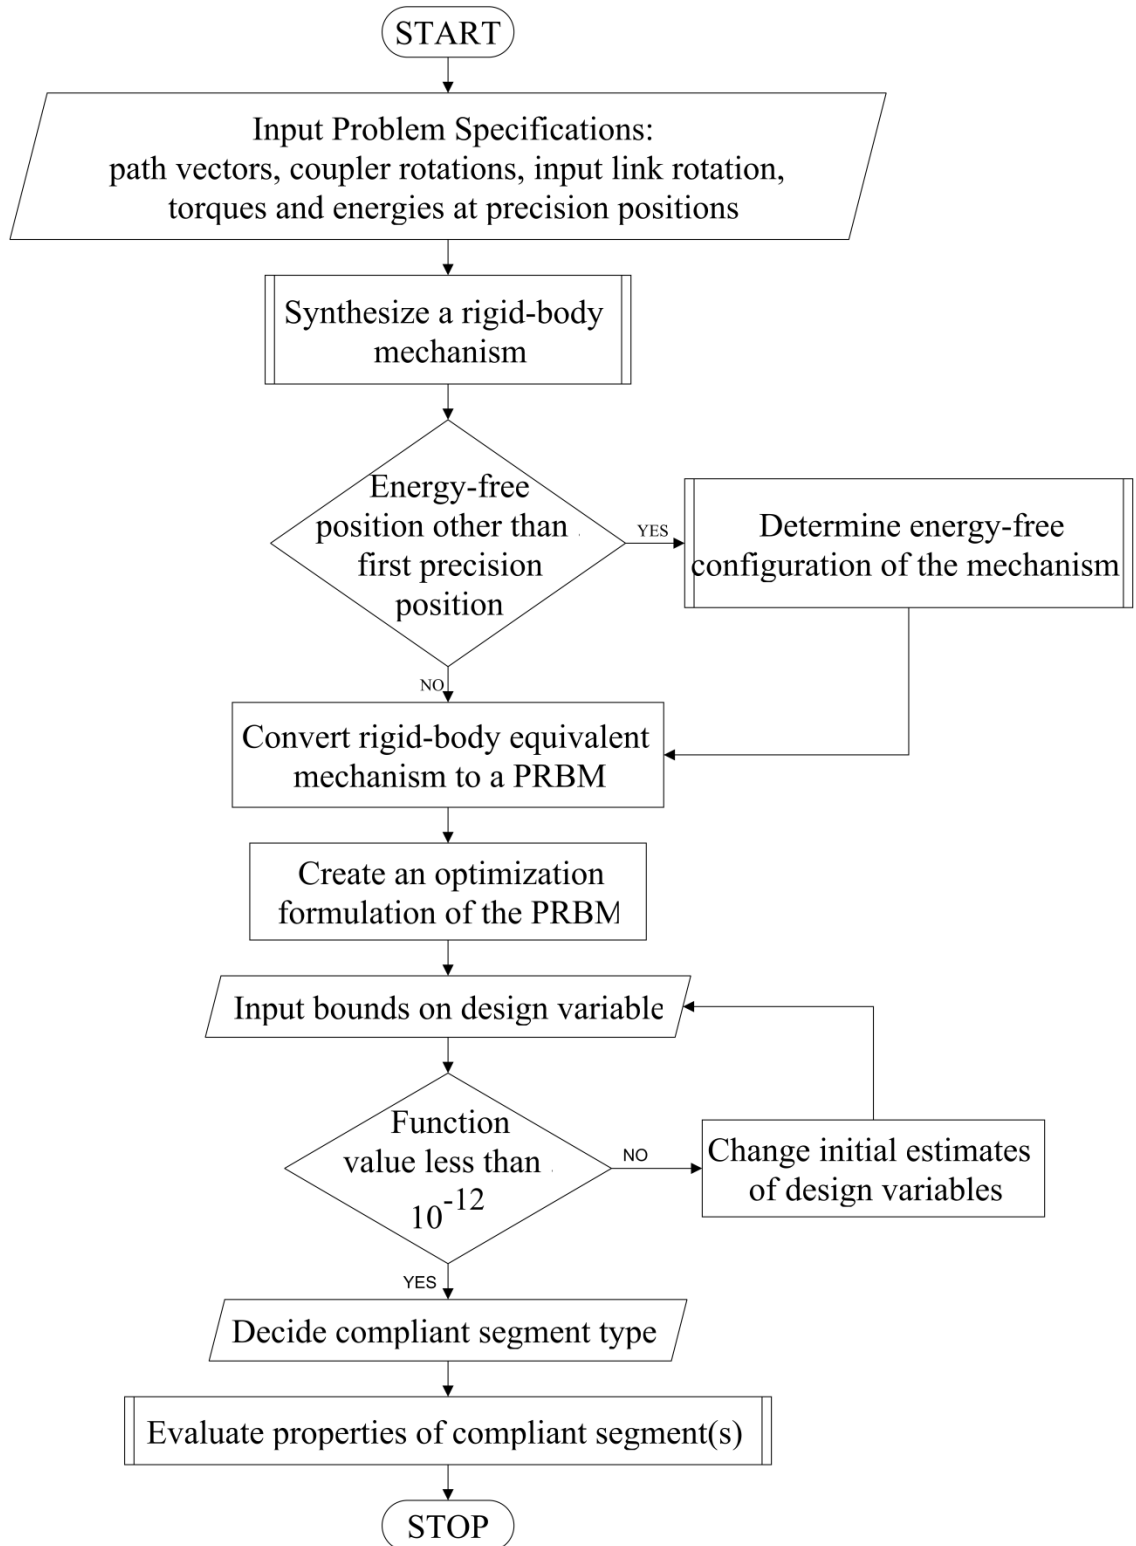 START
Input Problem Specifications:
path vectors, coupler rotations, input link rotation,
torques and energies at precision positions
Synthesize a rigid-body
mechanism
Energy-free
position other than
first precision
position
YES
Determine energy-free
configuration of the mechanism
NO
Convert rigid-body equivalent
mechanism to a PRBM
Create an optimization
formulation of the PRBM
Input bounds on design variable
Function
value less than
10^-12
NO
Change initial estimates
of design variables
YES
Decide compliant segment type
Evaluate properties of compliant segment(s)
STOP